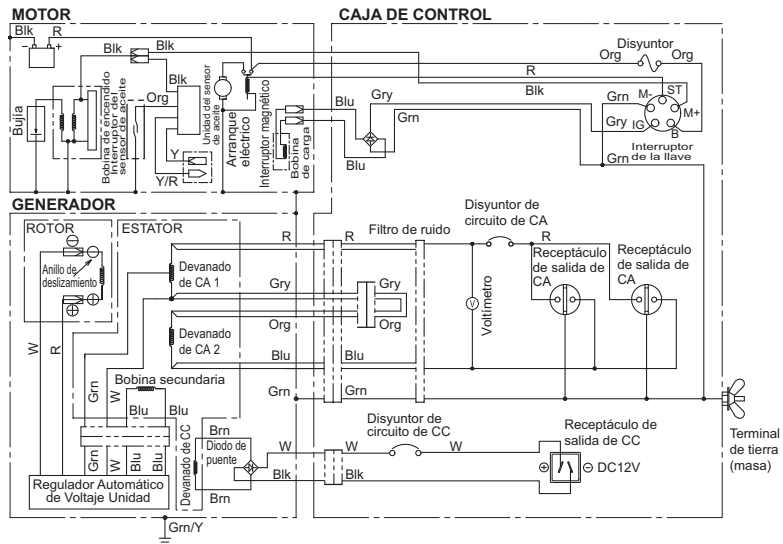 MOTOR
CAJA DE CONTROL
Blk
R
− +
Blk
Blk
Blk
Org
Bujía
Bobina de encendido
Interruptor del
sensor de aceite
Unidad del sensor
de aceite
Y
Y/R
Arranque
eléctrico
Interruptor magnético
Bobina
de carga
Blu
Blu
Gry
Grn
Disyuntor
Org
Org
R
Blk
Grn
M-
ST
M+
Gry
IG
B
Grn
Interruptor
de la llave
GENERADOR
ROTOR
ESTATOR
Anillo de
deslizamiento
W
R
Devanado
de CA 1
Devanado
de CA 2
R
Gry
Org
Blu
Grn
R
Filtro de ruido
Gry
Org
Blu
Grn
Disyuntor de
circuito de CA
R
V
Voltímetro
Receptáculo
de salida de
CA
Receptáculo
de salida de
CA
Bobina secundaria
Grn
W
Blu
Blu
Grn
W
Blu
Blu
Regulador Automático
de Voltaje Unidad
Devanado de CC
Brn
Diodo de
puente
Brn
W
Blk
W
Blk
Disyuntor de
circuito de CC
W
Receptáculo de
salida de CC
+ − DC12V
Terminal
de tierra
(masa)
Grn/Y